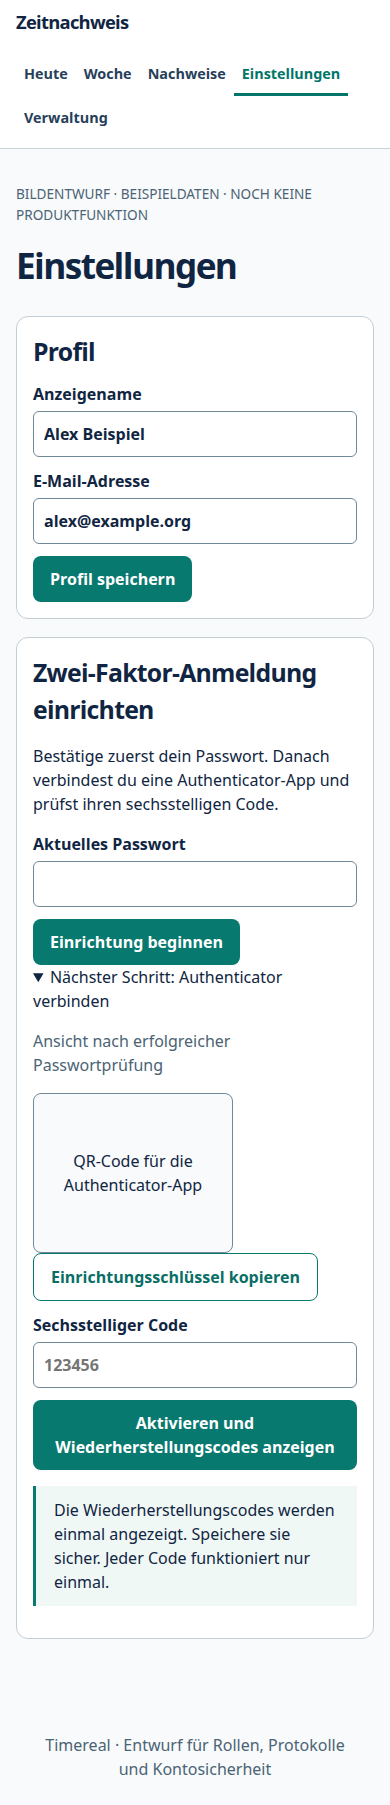 Zeitnachweis
Heute Woche Nachweise Einstellungen
Verwaltung
BILDENTWURF · BEISPIELDATEN · NOCH KEINE
PRODUKTFUNKTION
Einstellungen
Profil
Anzeigename
Alex Beispiel
E-Mail-Adresse
alex@example.org
Profil speichern
Zwei-Faktor-Anmeldung
einrichten
Bestätige zuerst dein Passwort. Danach
verbindest du eine Authenticator-App und
prüfst ihren sechsstelligen Code.
Aktuelles Passwort
Einrichtung beginnen
▼ Nächster Schritt: Authenticator
verbinden
Ansicht nach erfolgreicher
Passwortprüfung
QR-Code für die
Authenticator-App
Einrichtungsschlüssel kopieren
Sechsstelliger Code
123456
Aktivieren und
Wiederherstellungscodes anzeigen
Die Wiederherstellungscodes werden
einmal angezeigt. Speichere sie
sicher. Jeder Code funktioniert nur
einmal.
Timereal · Entwurf für Rollen, Protokolle
und Kontosicherheit